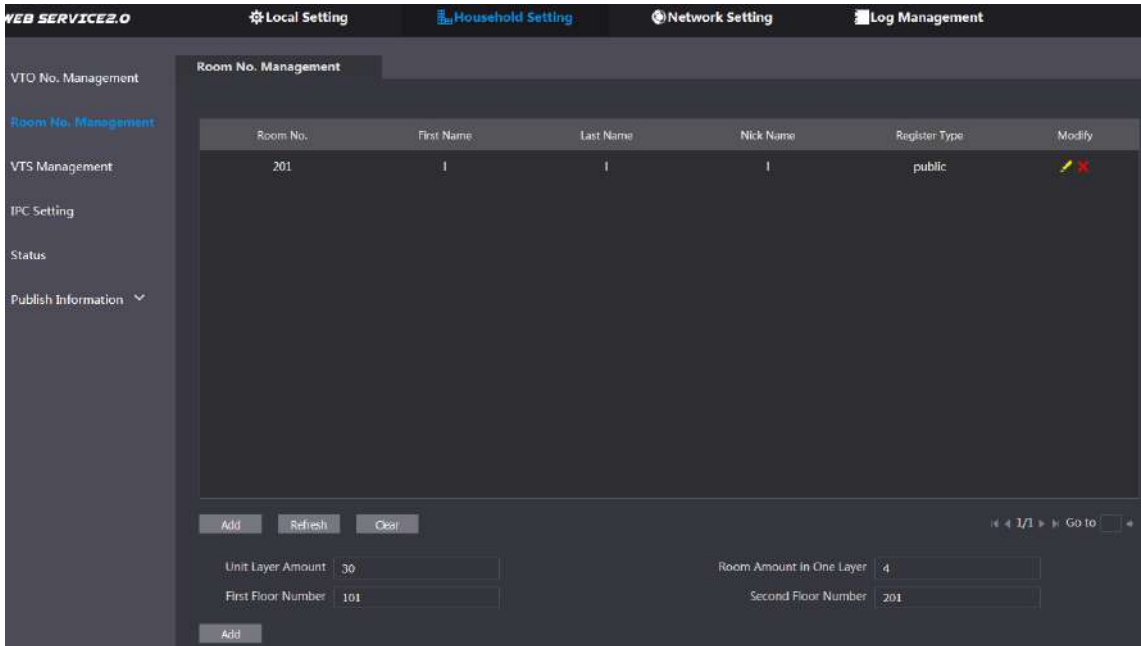 WEB SERVICE2.0
Local Setting
Household Setting
Network Setting
Log Management
VTO No. Management
Room No. Management
VTS Management
IPC Setting
Status
Publish Information
Room No. Management
Room No. First Name Last Name Nick Name Register Type Modify
201 l l l public
Add Refresh Clear
1/1 Go to
Unit Layer Amount 30 Room Amount in One Layer 4
First Floor Number 101 Second Floor Number 201
Add